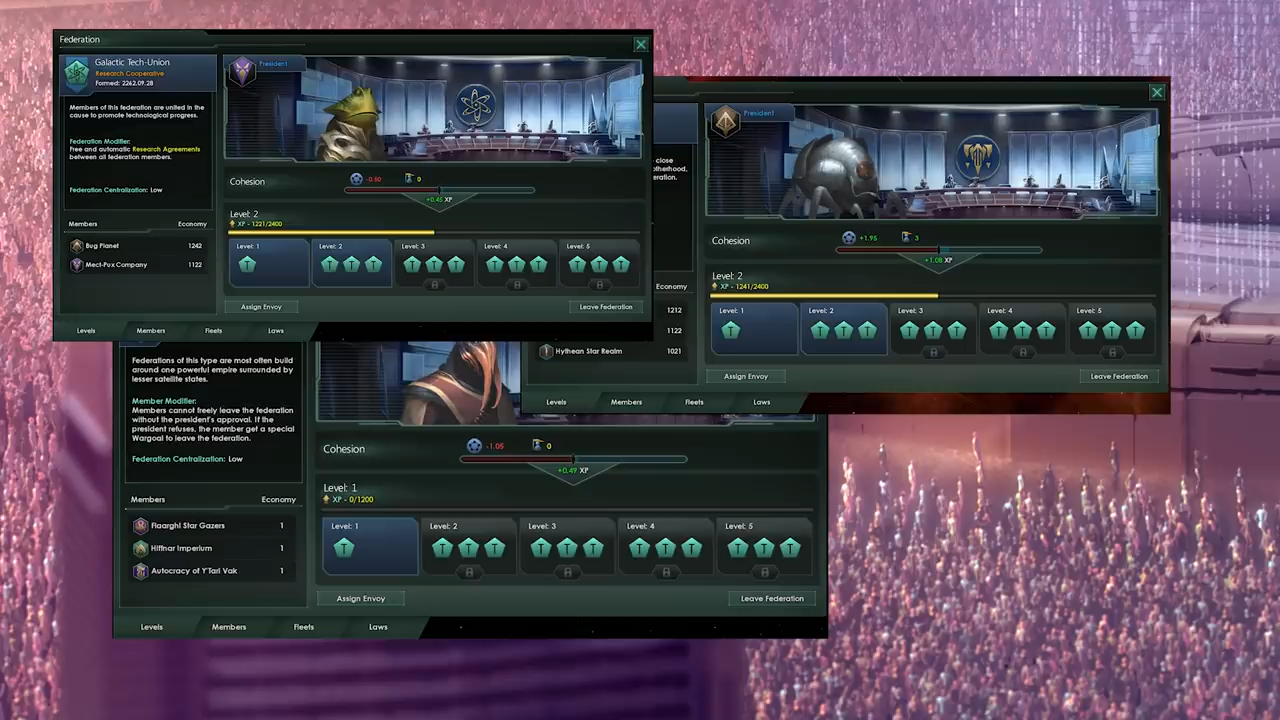 Federation
Galactic Tech-Union
Research Cooperative
Formed: 2262.09.28
Members of this federation are united in the
cause to promote technological progress.
Federation Modifier:
Free and automatic Research Agreements
between all federation members.
Federation Centralization: Low
Members Economy
Bug Planet 1242
Mect-Pux Company 1122
President
Cohesion
-0.50 0
+0.45 XP
Level: 2
XP - 1221/2400
Level: 1 Level: 2 Level: 3 Level: 4 Level: 5
Assign Envoy Leave Federation
Levels Members Fleets Laws
President
close
otherhood,
eration.
Cohesion
+1.95 3
+1.08 XP
Level: 2
XP - 1241/2400
Economy
1212
1122
Hythean Star Realm 1021
Level: 1 Level: 2 Level: 3 Level: 4 Level: 5
Assign Envoy Leave Federation
Levels Members Fleets Laws
Federations of this type are most often build
around one powerful empire surrounded by
lesser satellite states.
Member Modifier:
Members cannot freely leave the federation
without the president's approval. If the
president refuses, the member get a special
Wargoal to leave the federation.
Federation Centralization: Low
Members Economy
Flaarghl Star Gazers 1
Hiffnar Imperium 1
Autocracy of Y'Tari Vak 1
Cohesion
-1.05 0
+0.49 XP
Level: 1
XP - 0/1200
Level: 1 Level: 2 Level: 3 Level: 4 Level: 5
Assign Envoy Leave Federation
Levels Members Fleets Laws